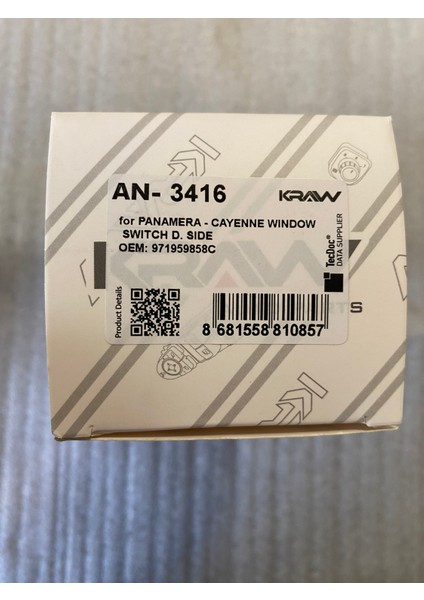 AN- 3416
KRAW
for PANAMERA - CAYENNE WINDOW
SWITCH D. SIDE
OEM: 971959858C
TecDoc®
DATA SUPPLIER
Product Details
8 681558 810857
KRAW